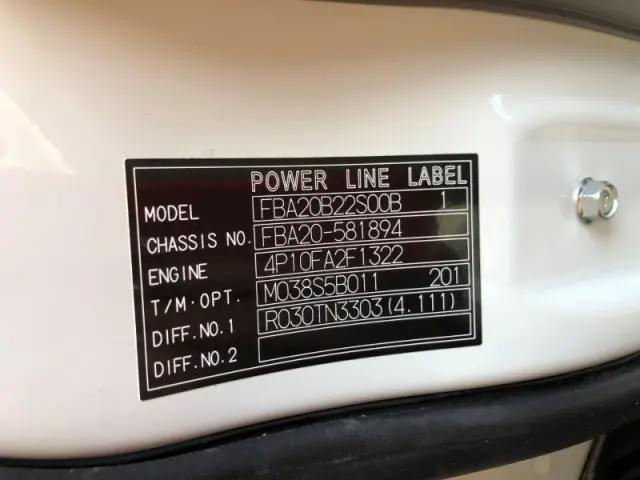 POWER LINE LABEL
MODEL FBA20B22S00B 1
CHASSIS NO. FBA20-581894
ENGINE 4P10FA2F1322
T/M·OPT. M038S5B011 201
DIFF.NO.1 R030TN3303(4.111)
DIFF.NO.2